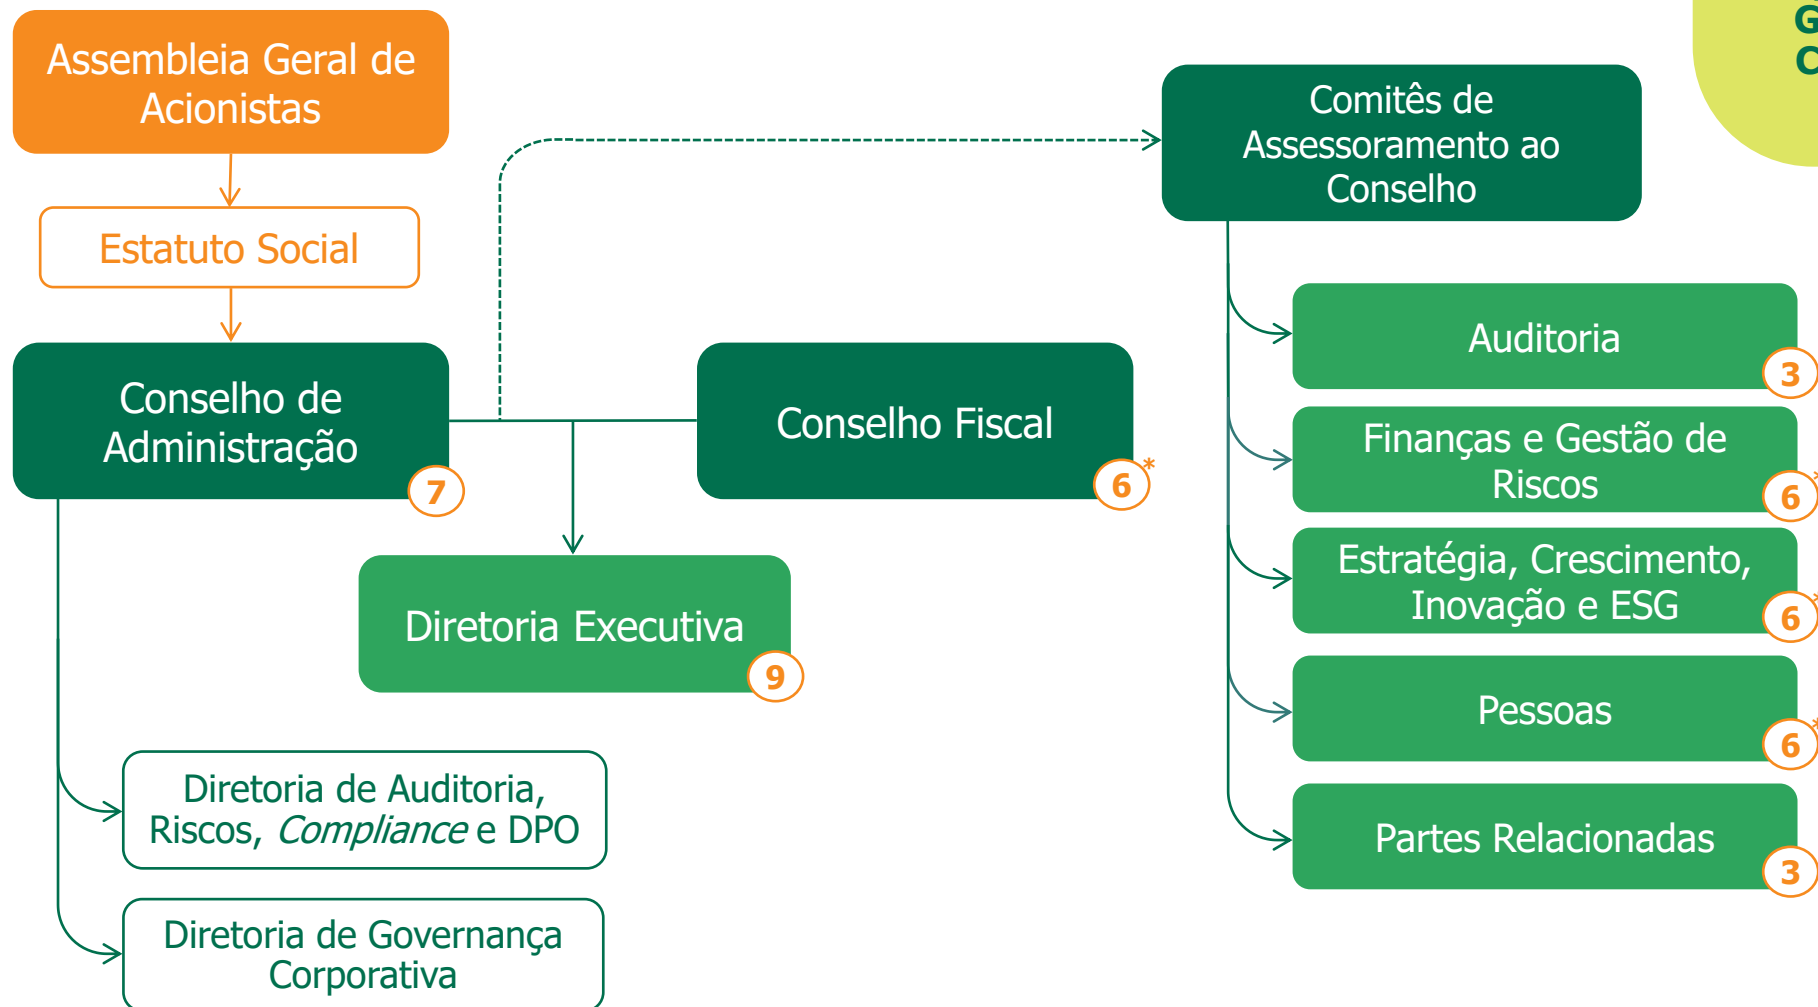 Assembleia Geral de
Acionistas
Estatuto Social
Conselho de
Administração
7
Conselho Fiscal
6*
Diretoria Executiva
9
Diretoria de Auditoria,
Riscos, Compliance e DPO
Diretoria de Governança
Corporativa
Comitês de
Assessoramento ao
Conselho
Auditoria
3
Finanças e Gestão de
Riscos
6*
Estratégia, Crescimento,
Inovação e ESG
6*
Pessoas
6*
Partes Relacionadas
3